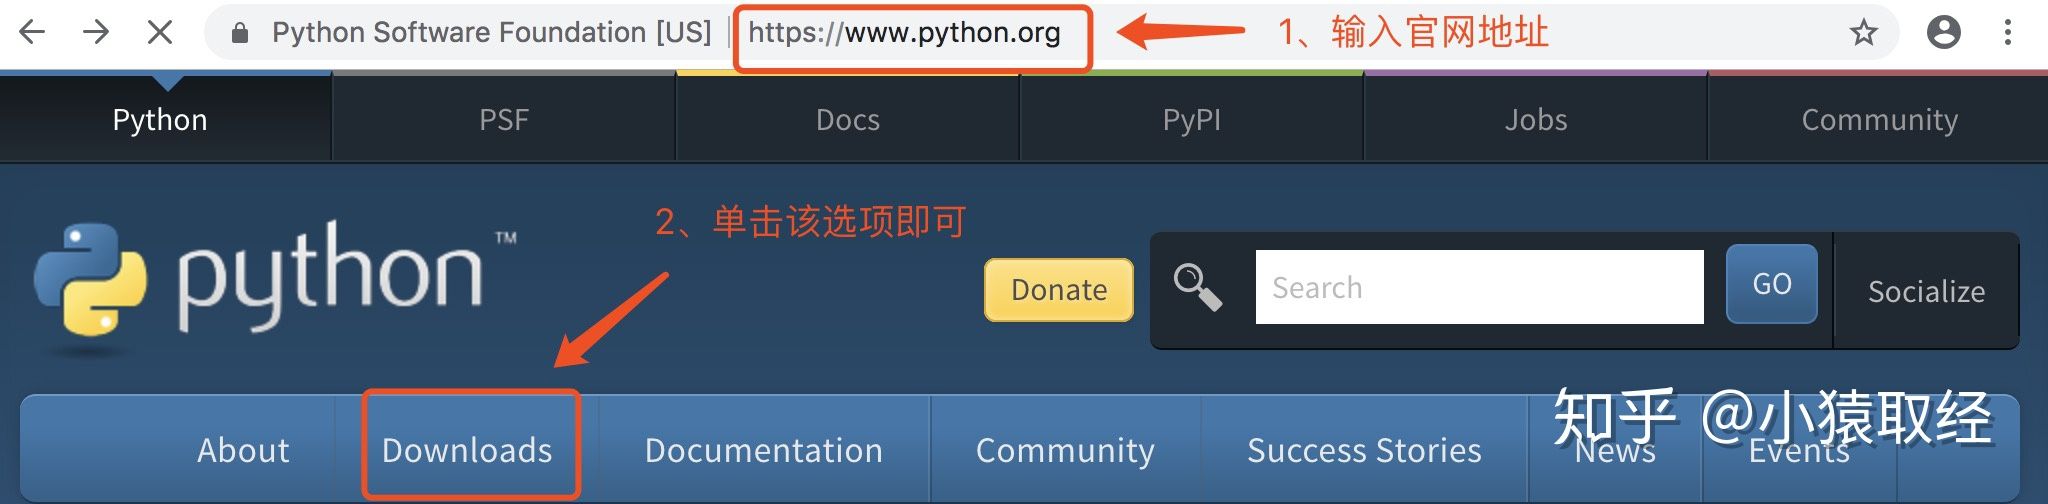 Python Software Foundation [US] | https://www.python.org 1、输入官网地址
Python PSF Docs PyPI Jobs Community
2、单击该选项即可
python™
Donate Search GO Socialize
知乎 @小猿取经
About Downloads Documentation Community Success Stories News Events